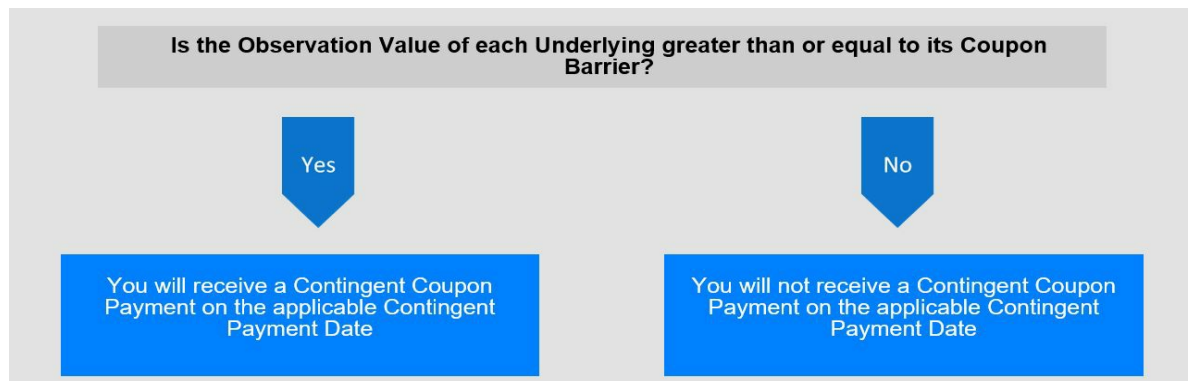 Is the Observation Value of each Underlying greater than or equal to its Coupon
Barrier?
Yes
No
You will receive a Contingent Coupon
Payment on the applicable Contingent
Payment Date
You will not receive a Contingent Coupon
Payment on the applicable Contingent
Payment Date